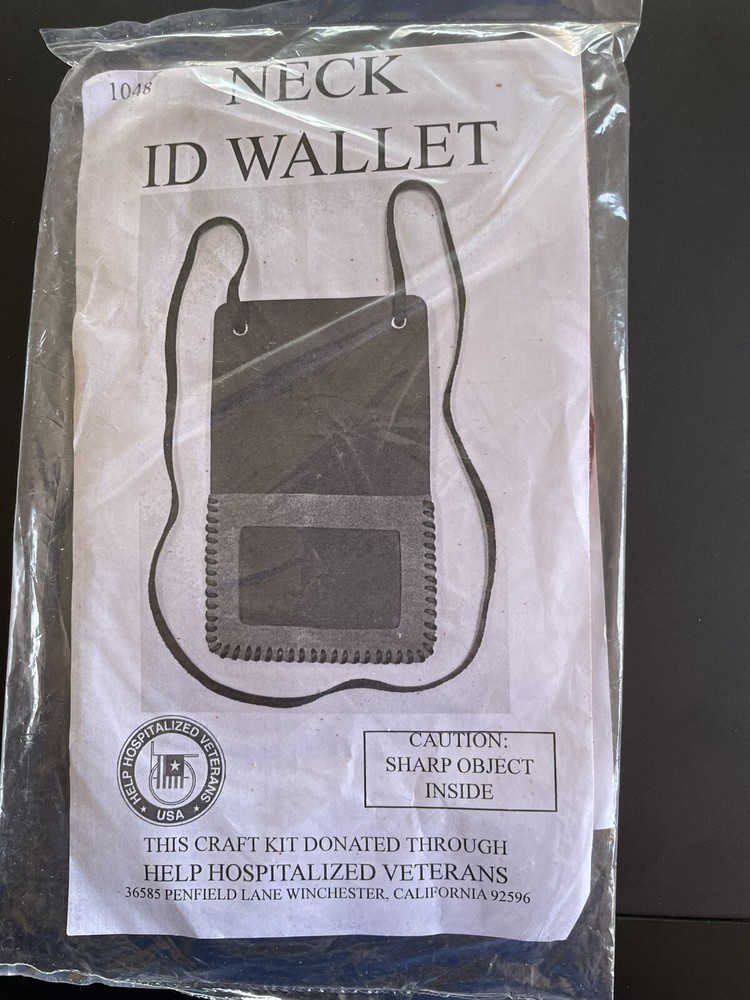 1048
NECK
ID WALLET
HELP HOSPITALIZED VETERANS
★ USA ★
CAUTION:
SHARP OBJECT
INSIDE
THIS CRAFT KIT DONATED THROUGH
HELP HOSPITALIZED VETERANS
36585 PENFIELD LANE WINCHESTER, CALIFORNIA 92596